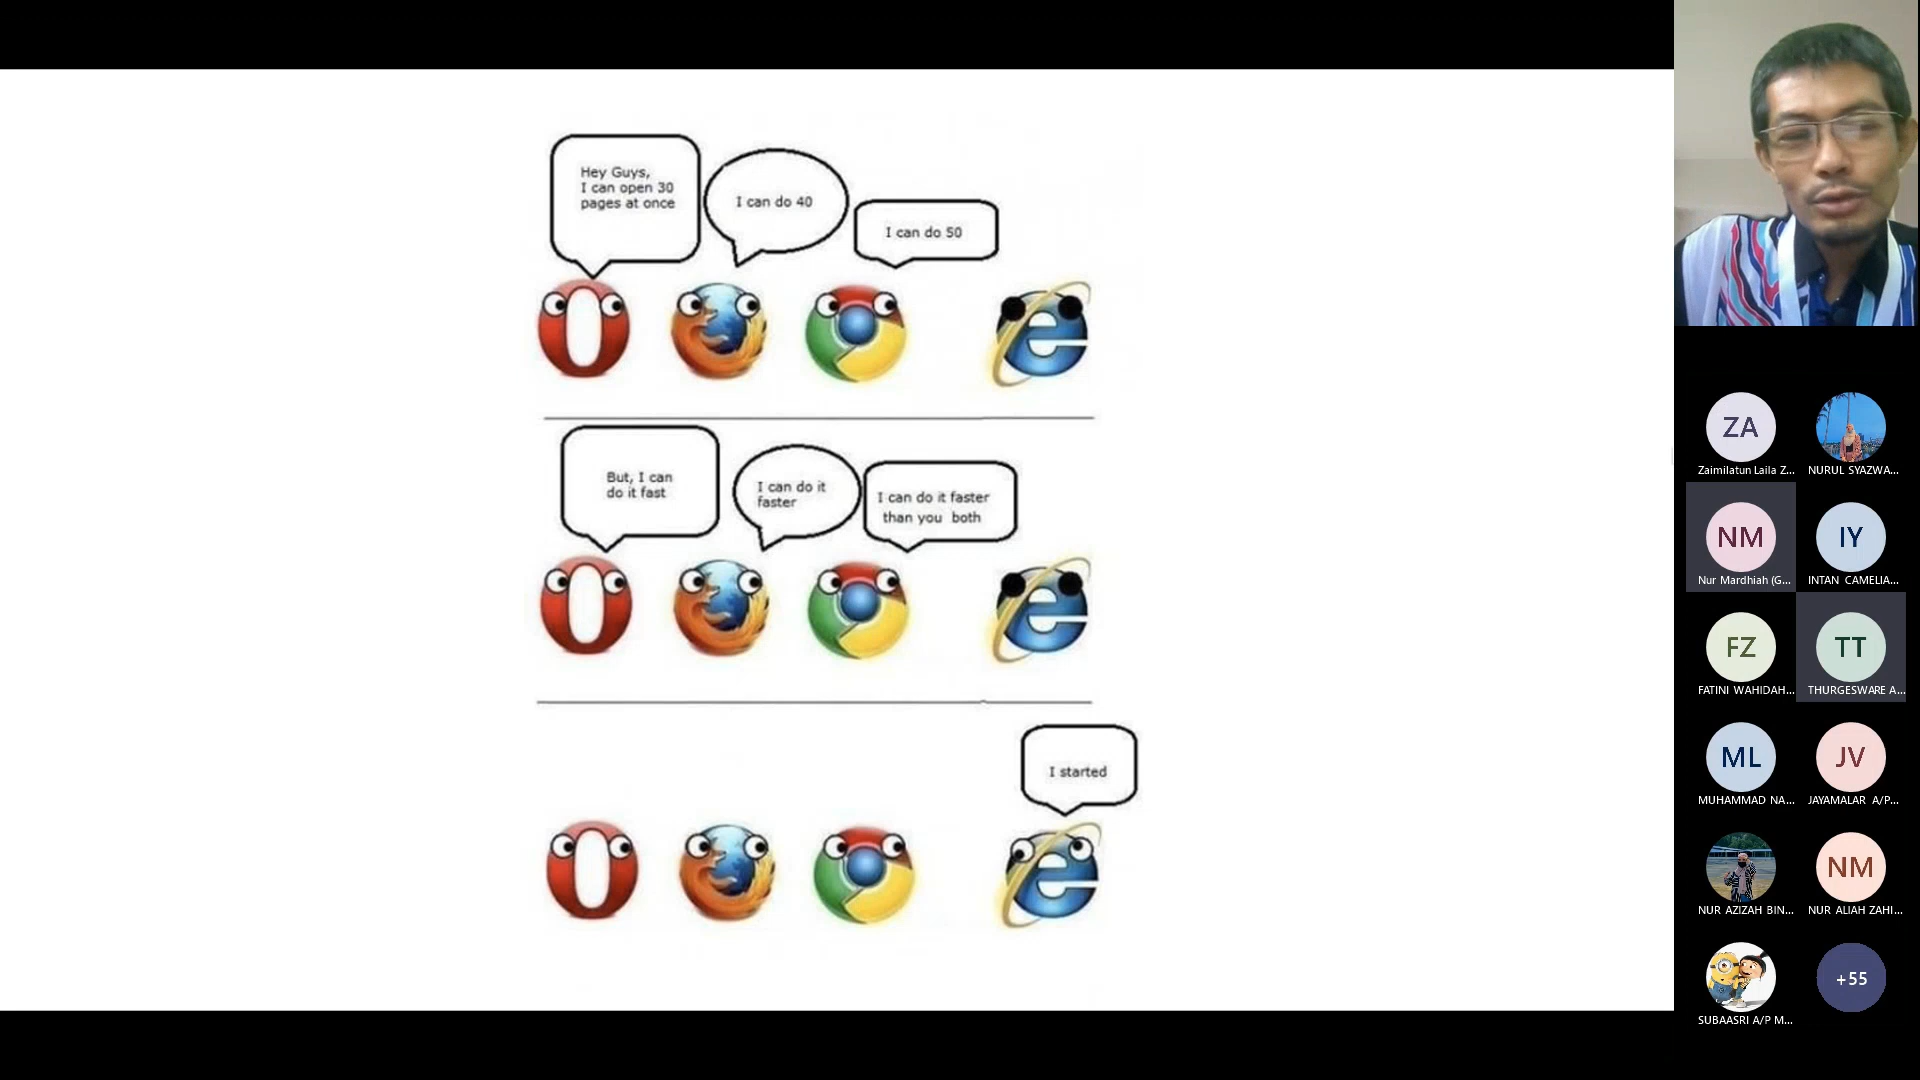 Hey Guys,
I can open 30
pages at once
I can do 40
I can do 50
But, I can
do it fast
I can do it
faster
I can do it faster
than you both
I started
ZA
Zaimilatun Laila Z...
NURUL SYAZWA...
NM
Nur Mardhiah (G...
IY
INTAN CAMELIA...
FZ
FATINI WAHIDAH...
TT
THURGESWARE A...
ML
MUHAMMAD NA...
JV
JAYAMALAR A/P...
NUR AZIZAH BIN...
NM
NUR ALIAH ZAHI...
SUBAASRI A/P M...
+55